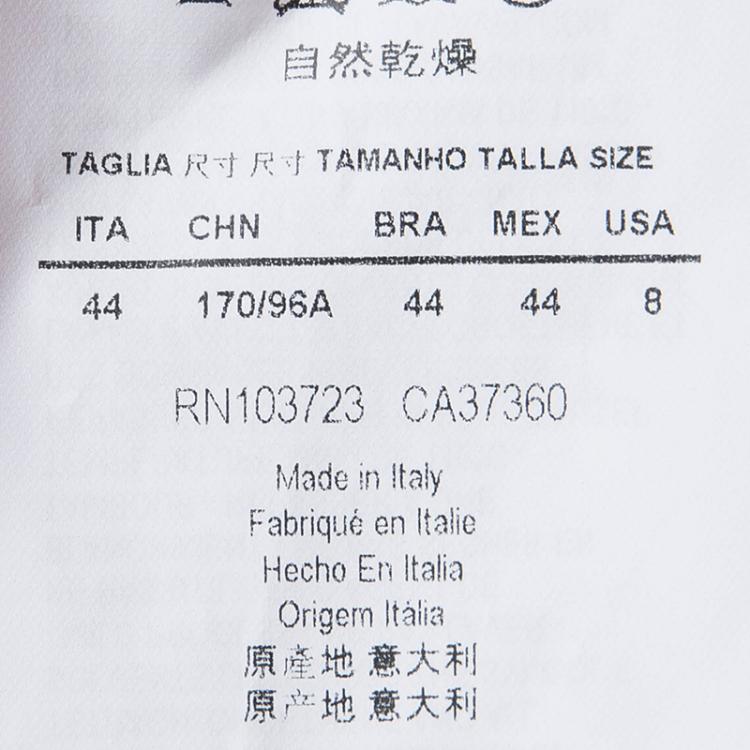 自然乾燥
TAGLIA 尺寸 尺寸 TAMANHO TALLA SIZE
ITA CHN BRA MEX USA
44 170/96A 44 44 8
RN103723 CA37360
Made in Italy
Fabriqué en Italie
Hecho En Italia
Origem Itália
原產地 意大利
原产地 意大利